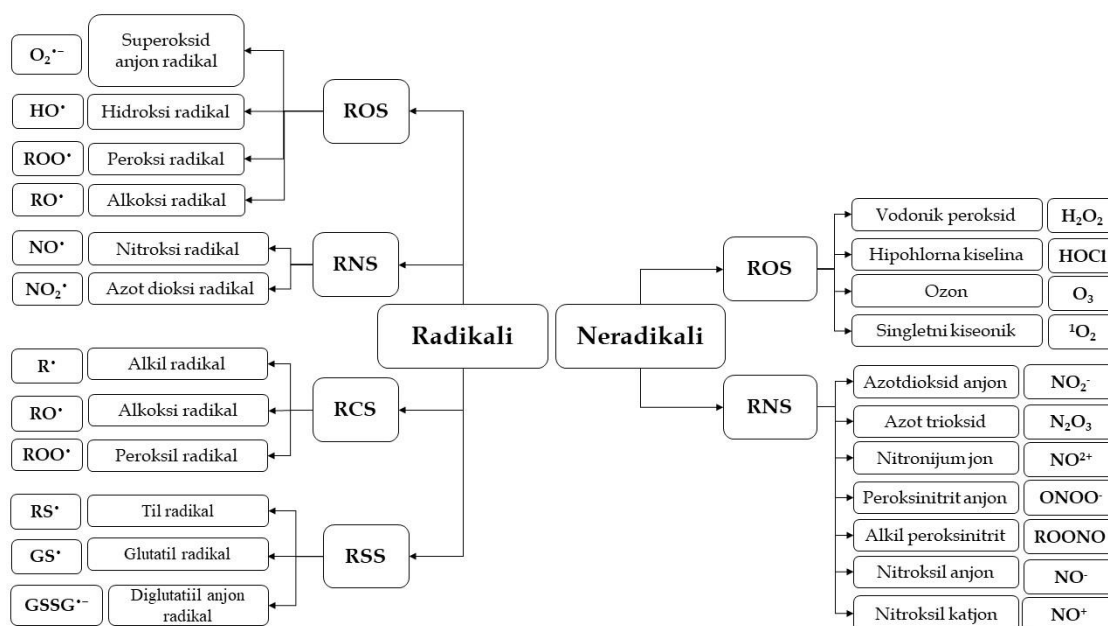 O₂•−
Superoksid
anjon radikal
HO•
Hidroksi radikal
ROO•
Peroksi radikal
RO•
Alkoksi radikal
ROS
NO•
Nitroksi radikal
NO₂•
Azot dioksi radikal
RNS
Radikali
R•
Alkil radikal
RO•
Alkoksi radikal
ROO•
Peroksil radikal
RCS
RS•
Til radikal
GS•
Glutatil radikal
GSSG•−
Diglutatiil anjon
radikal
RSS
Neradikali
ROS
Vodonik peroksid
H₂O₂
Hipohlorna kiselina
HOCl
Ozon
O₃
Singletni kiseonik
¹O₂
RNS
Azotdioksid anjon
NO₂⁻
Azot trioksid
N₂O₃
Nitronijum jon
NO²⁺
Peroksinitrit anjon
ONOO⁻
Alkil peroksinitrit
ROONO
Nitroksil anjon
NO⁻
Nitroksil katjon
NO⁺